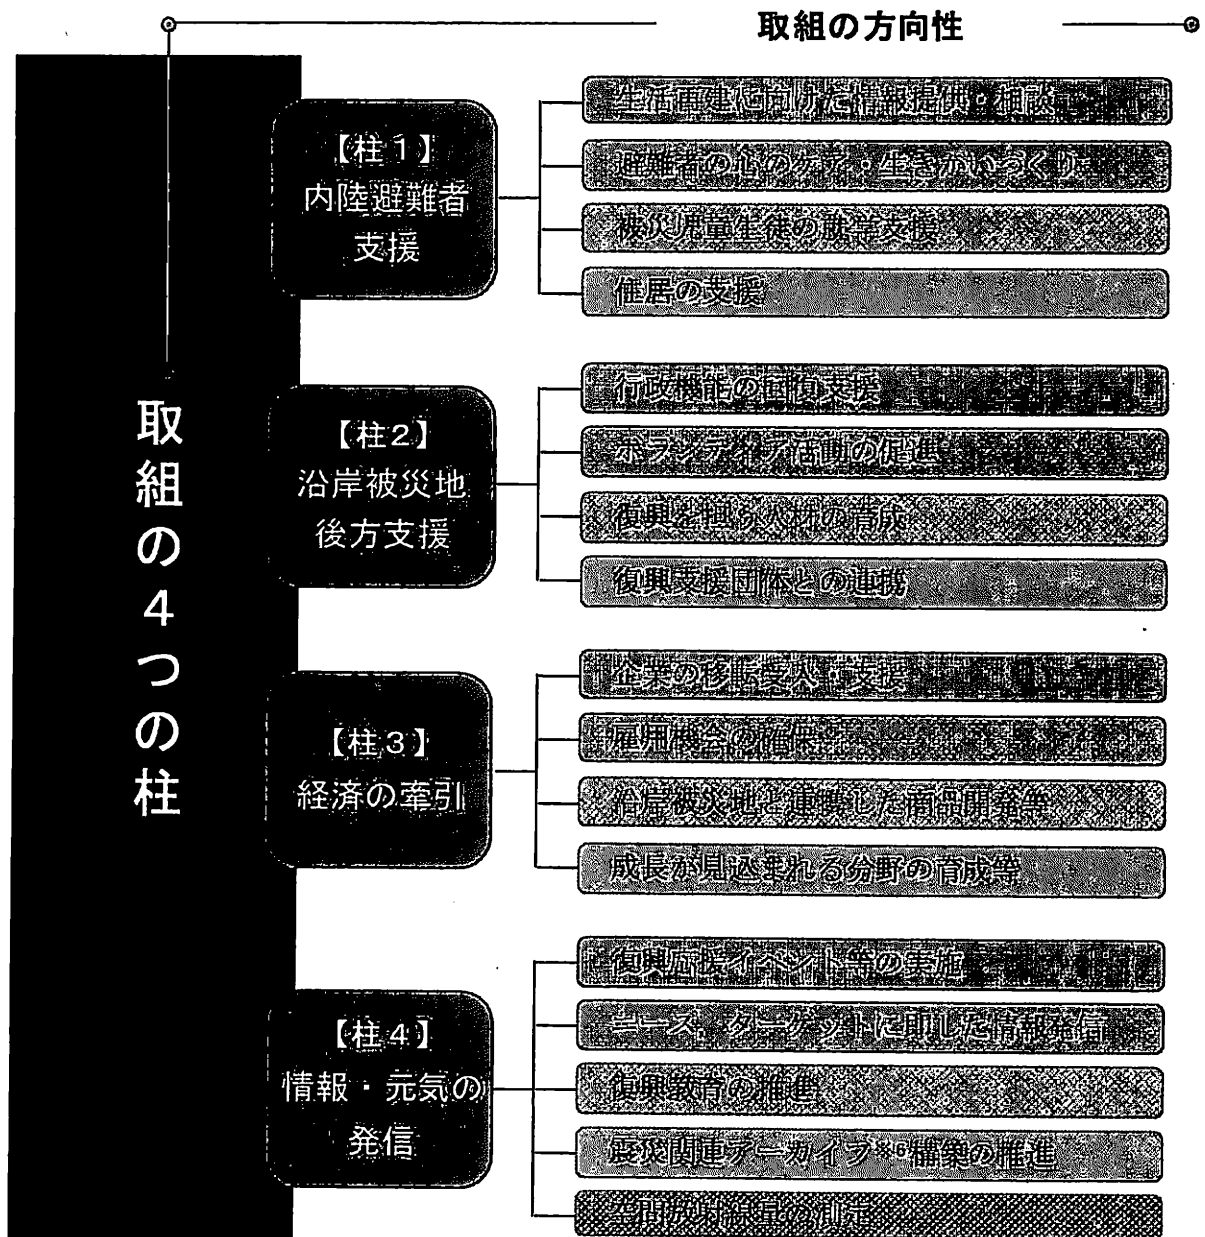 取組の方向性
取組の4つの柱
【柱1】
内陸避難者
支援
生活再建に向けた情報提供・相談
避難者の心のケア・生きがいづくり
被災児童生徒の就学支援
住居の支援
【柱2】
沿岸被災地
後方支援
行政機能の回復支援
ボランティア活動の促進
復興を担う人材の育成
復興支援団体との連携
【柱3】
経済の牽引
企業の移転受入・支援
雇用機会の確保
沿岸被災地と連携した商品開発等
成長が見込まれる分野の育成等
【柱4】
情報・元気の
発信
復興応援イベント等の実施
ニーズ、ターゲットに即した情報発信
復興教育の推進
震災関連アーカイブ※6構築の推進
空間放射線量の測定